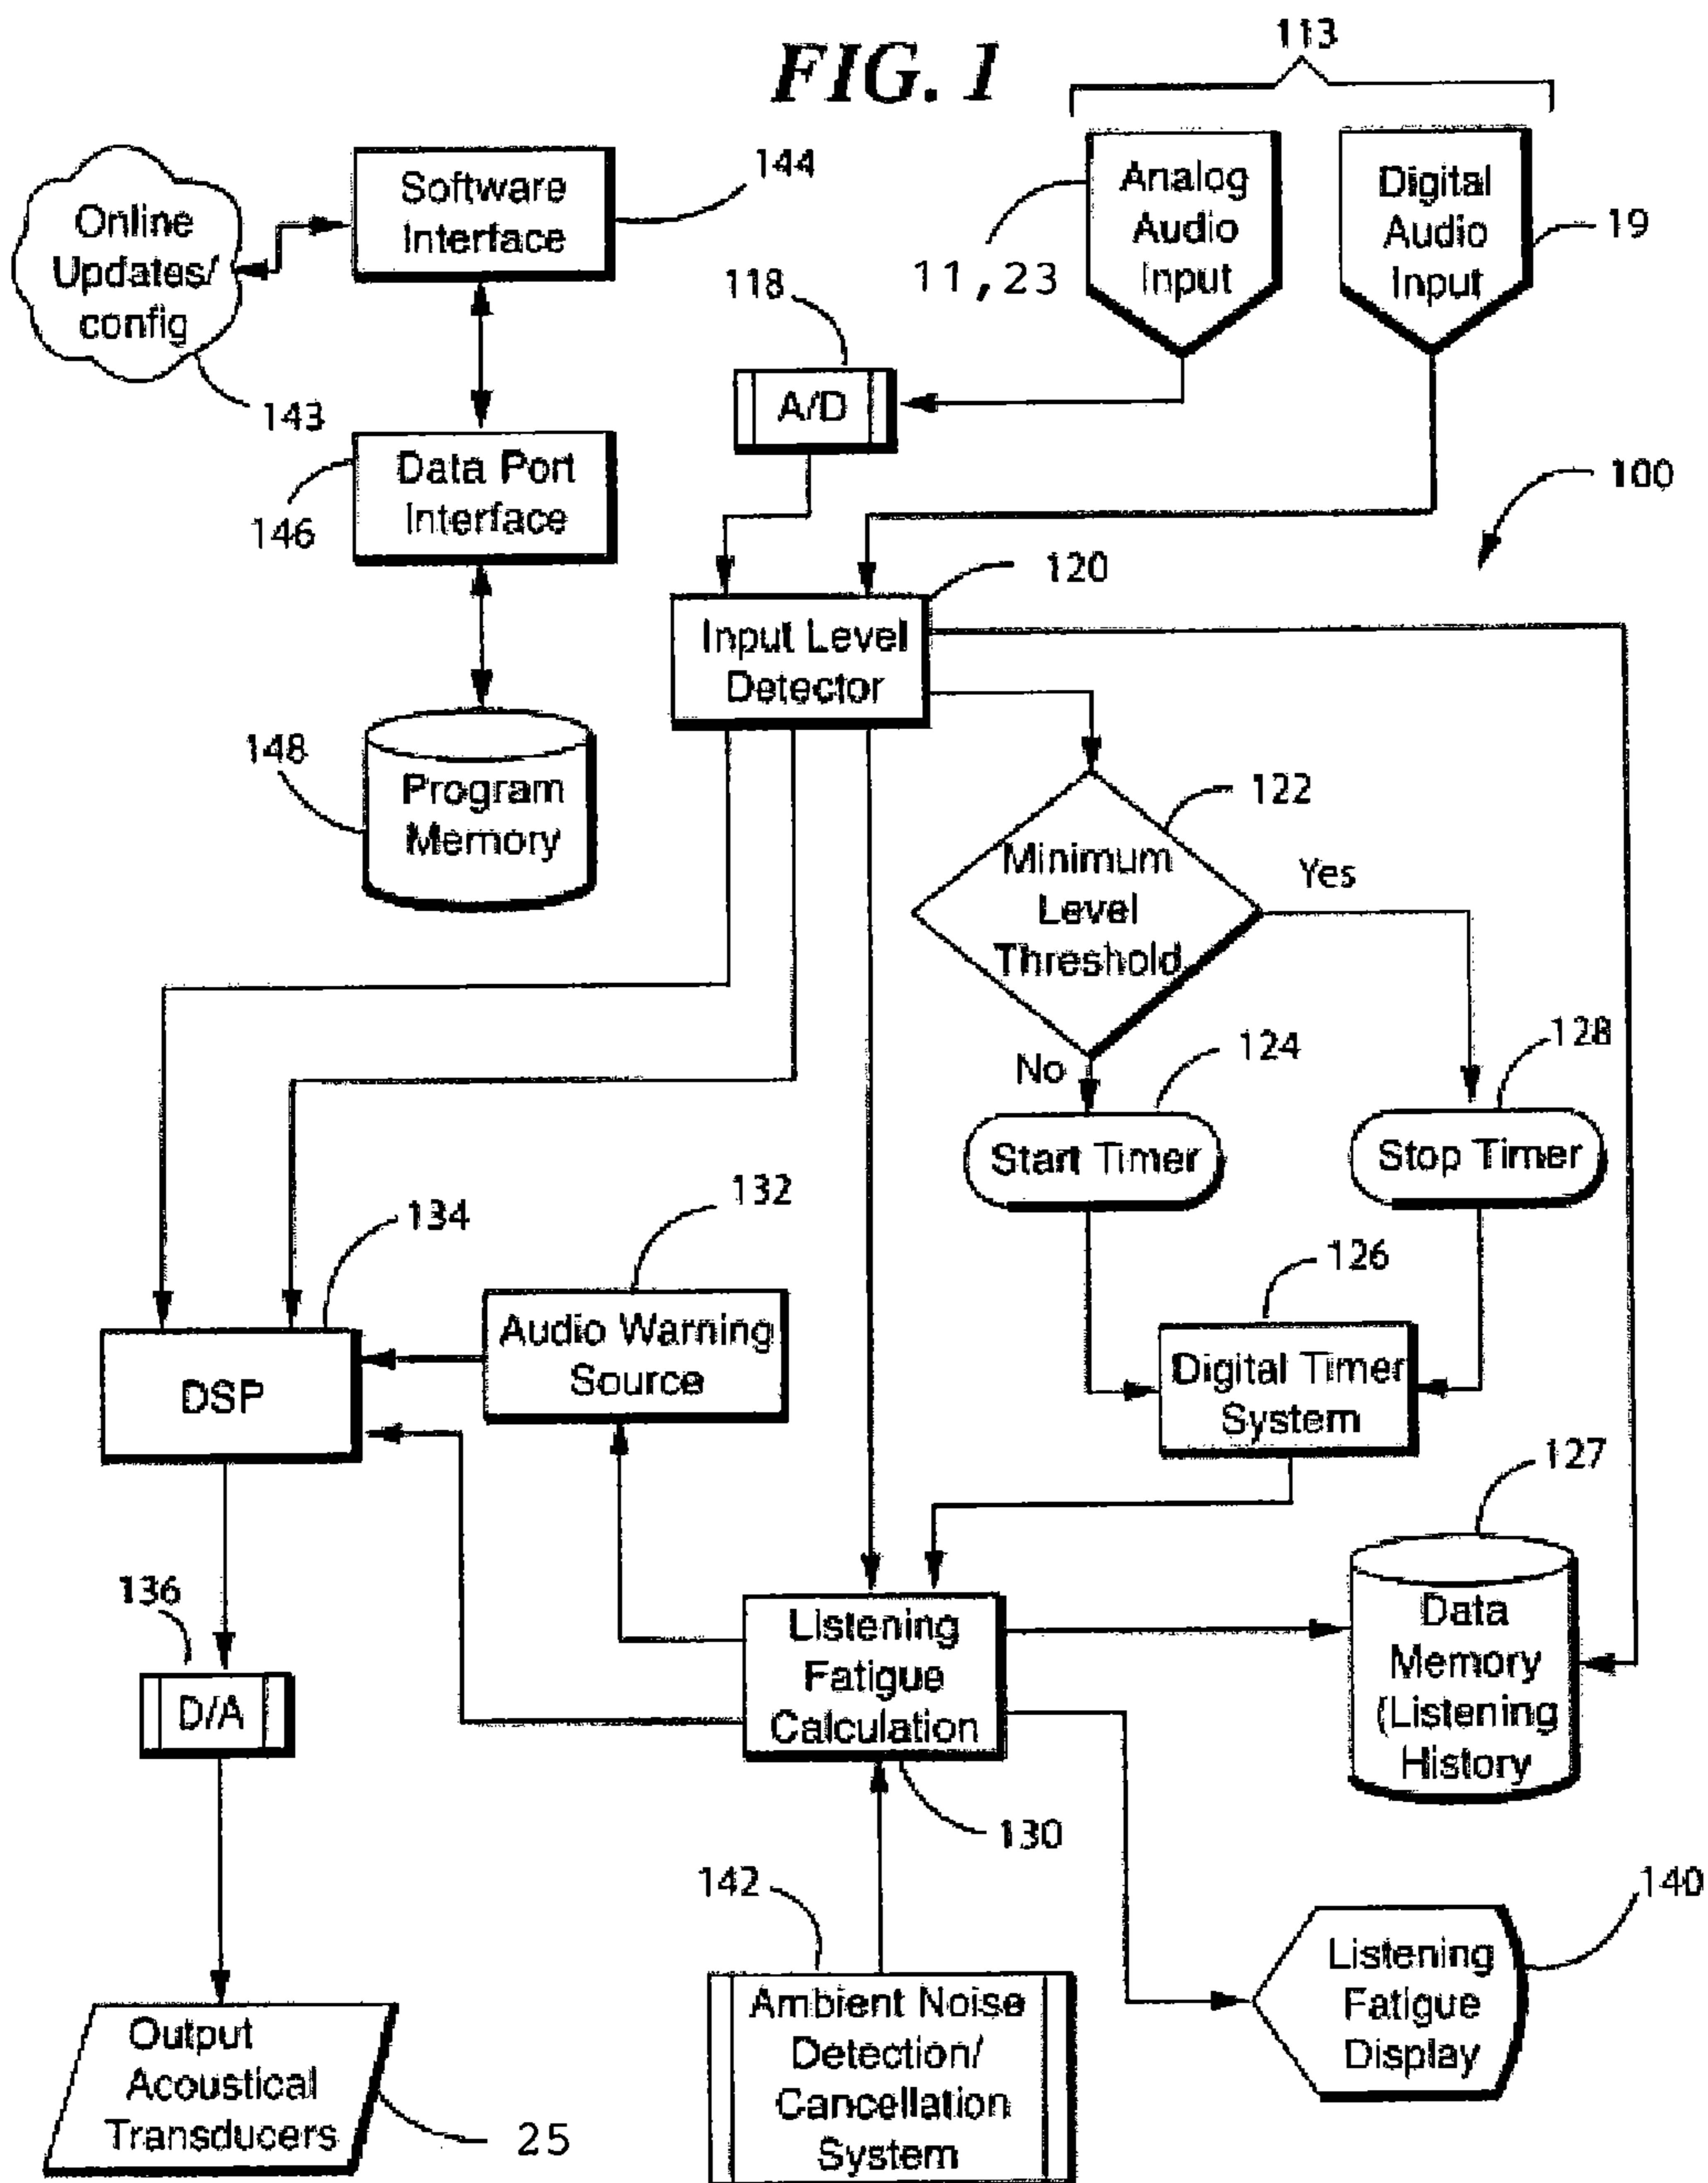 FIG. 1
113
Online
Updates/
config
143
Software
Interface
144
Analog
Audio
Input
11,23
Digital
Audio
Input
19
118
A/D
100
Data Port
Interface
146
120
Input Level
Detector
148
Program
Memory
122
Minimum
Level
Threshold
Yes
No
124
128
Start Timer
Stop Timer
134
132
126
Audio Warning
Source
DSP
Digital Timer
System
127
136
D/A
Listening
Fatigue
Calculation
130
Data
Memory
(Listening
History
142
140
Ambient Noise
Detection/
Cancellation
System
Listening
Fatigue
Display
Output
Acoustical
Transducers
25